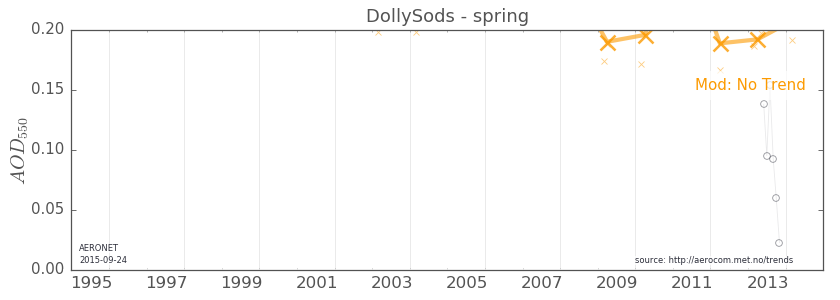 DollySods - spring
0.20
0.15
0.10
0.05
0.00
AOD550
Mod: No Trend
AERONET
2015-09-24
source: http://aerocom.met.no/trends
1995 1997 1999 2001 2003 2005 2007 2009 2011 2013